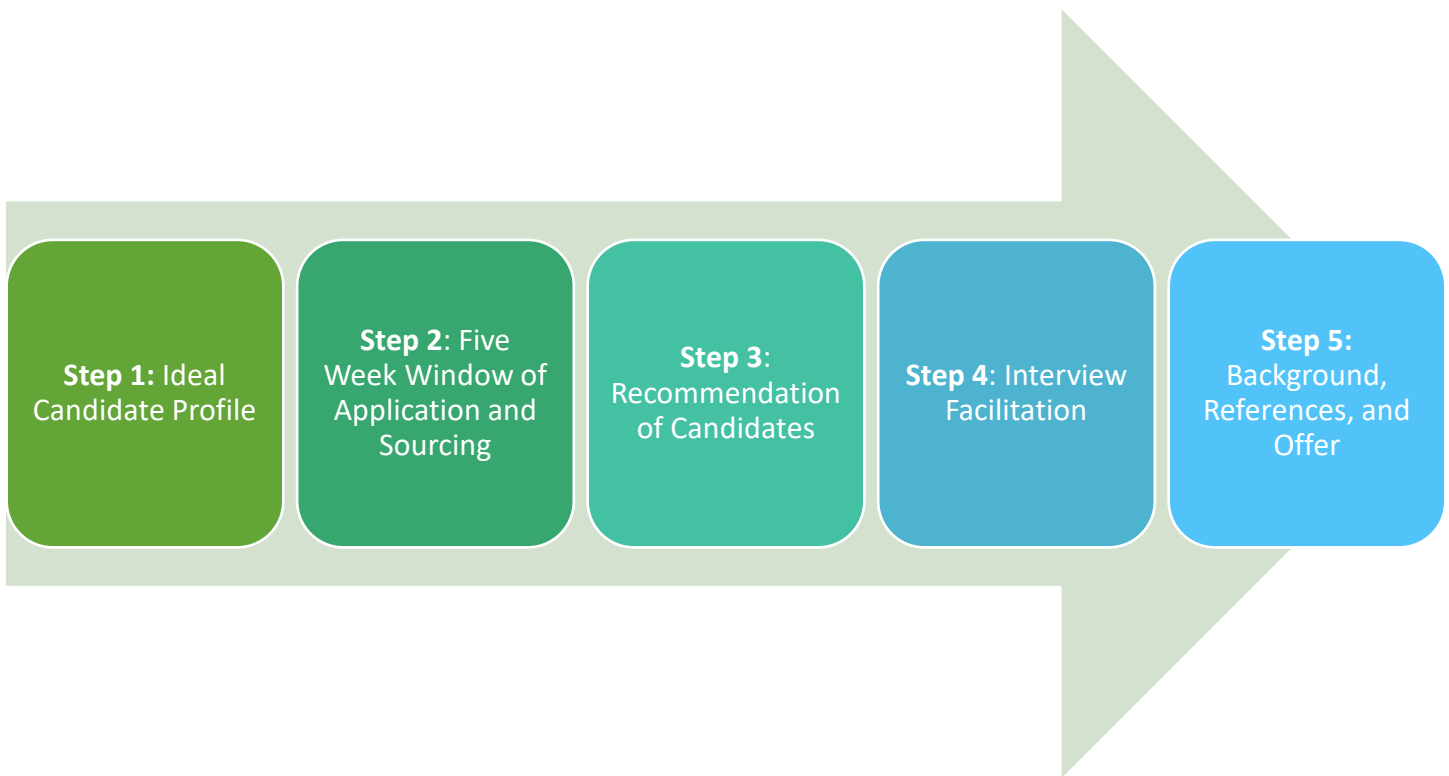 Step 1: Ideal
Candidate Profile
Step 2: Five
Week Window of
Application and
Sourcing
Step 3:
Recommendation
of Candidates
Step 4: Interview
Facilitation
Step 5:
Background,
References, and
Offer